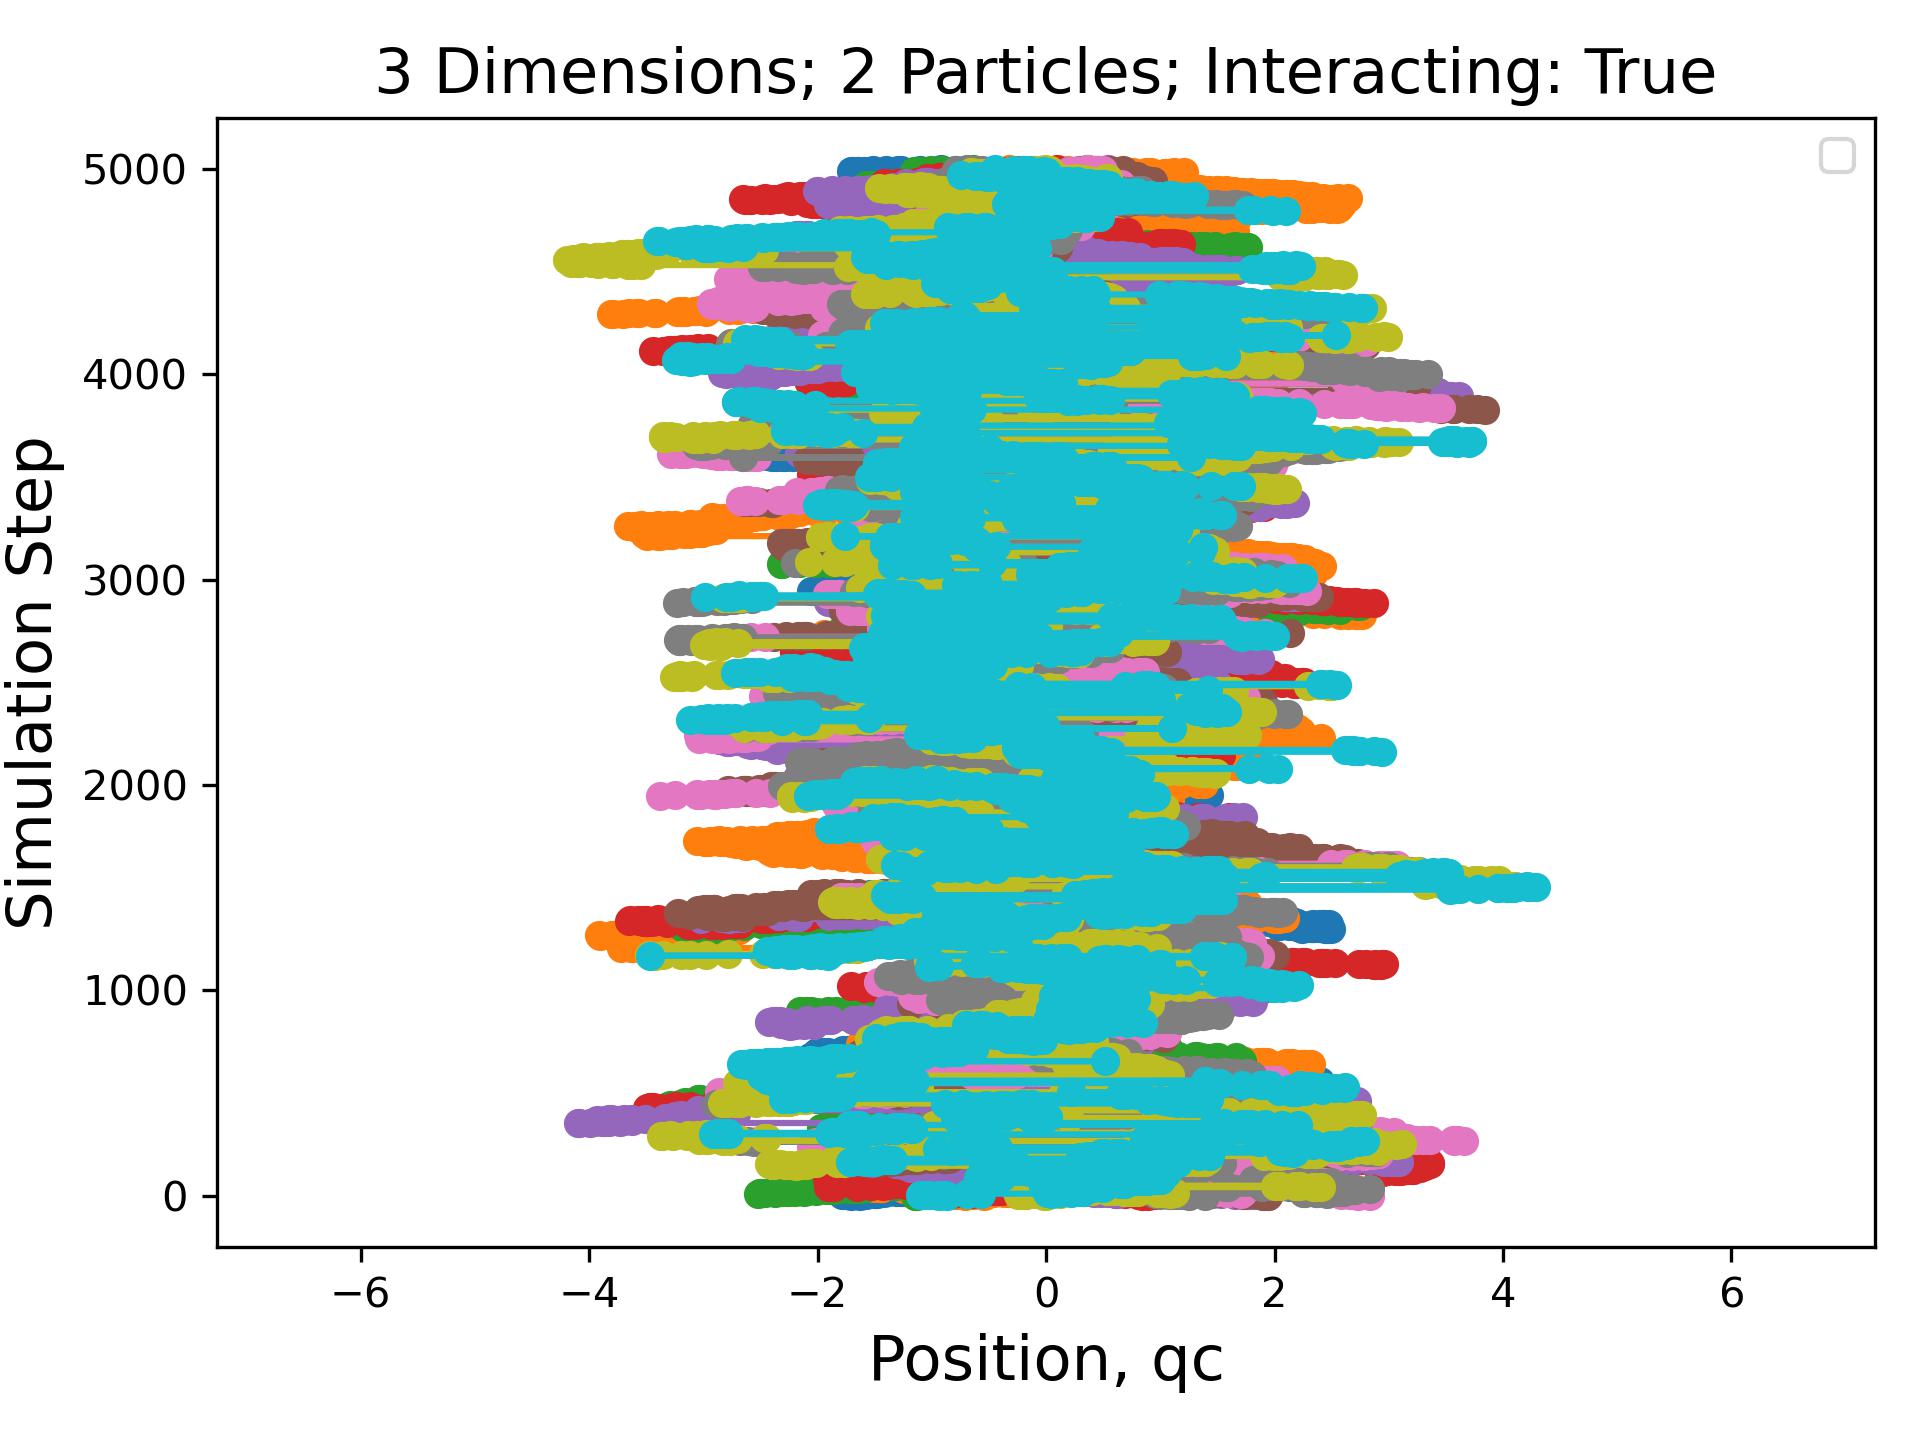 3 Dimensions; 2 Particles; Interacting: True
5000
4000
3000
2000
1000
0
Simulation Step
−6 −4 −2 0 2 4 6
Position, qc